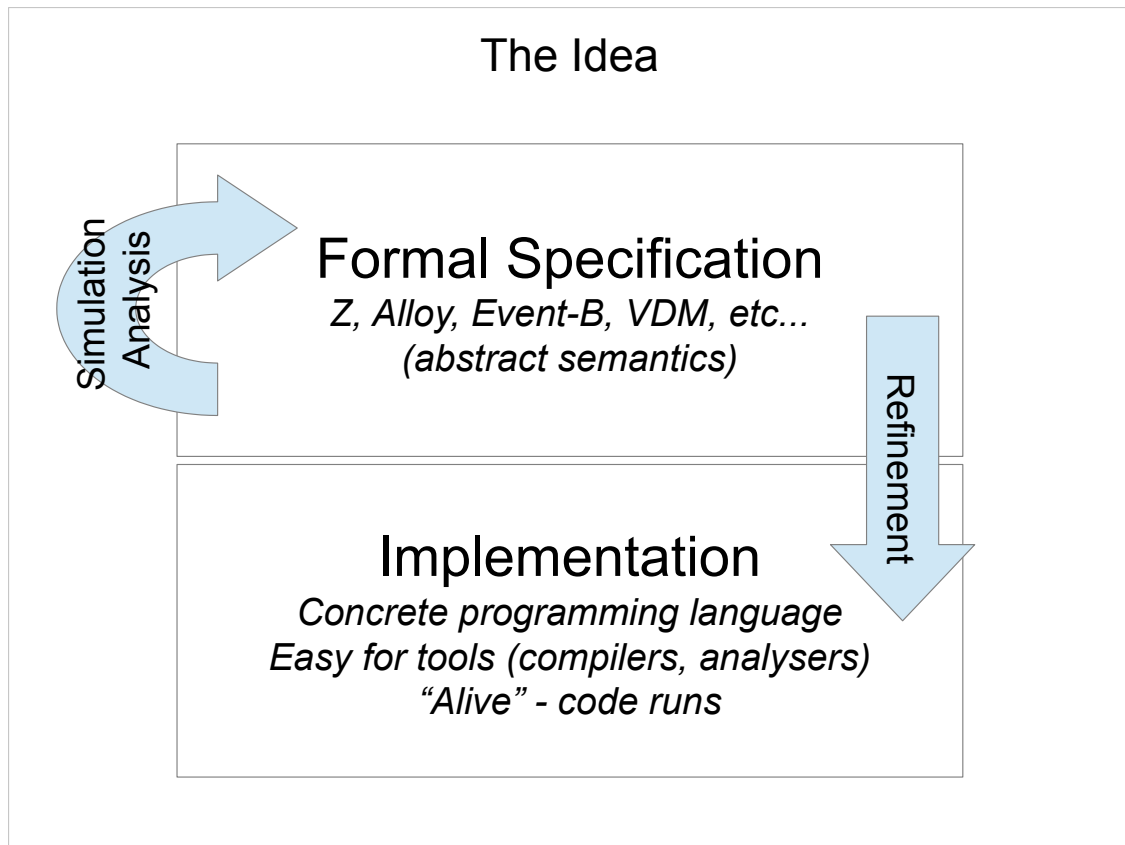 The Idea
Simulation
Analysis
Formal Specification
Z, Alloy, Event-B, VDM, etc...
(abstract semantics)
Refinement
Implementation
Concrete programming language
Easy for tools (compilers, analysers)
“Alive” - code runs